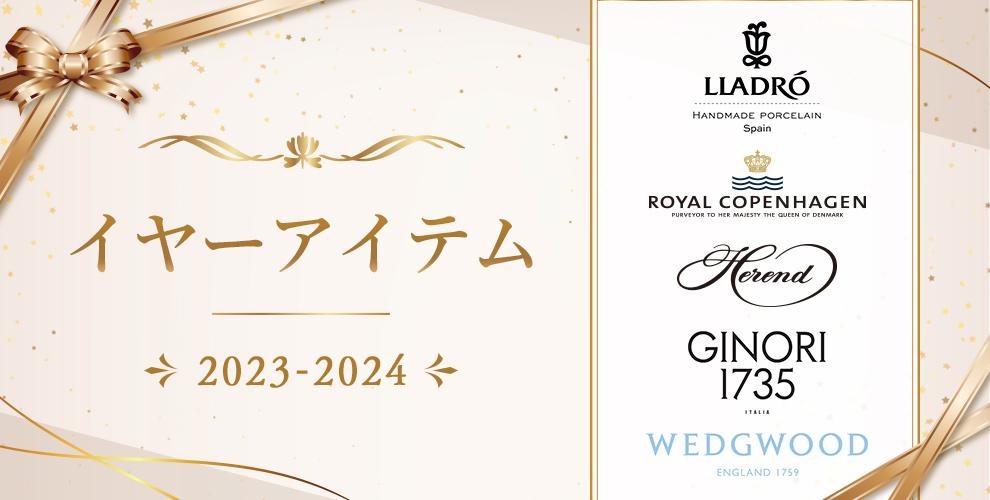 イヤーアイテム
2023-2024
LLADRÓ
HANDMADE PORCELAIN
Spain
ROYAL COPENHAGEN
PURVEYOR TO HER MAJESTY THE QUEEN OF DENMARK
Herend
GINORI
1735
ITALIA
WEDGWOOD
ENGLAND 1759